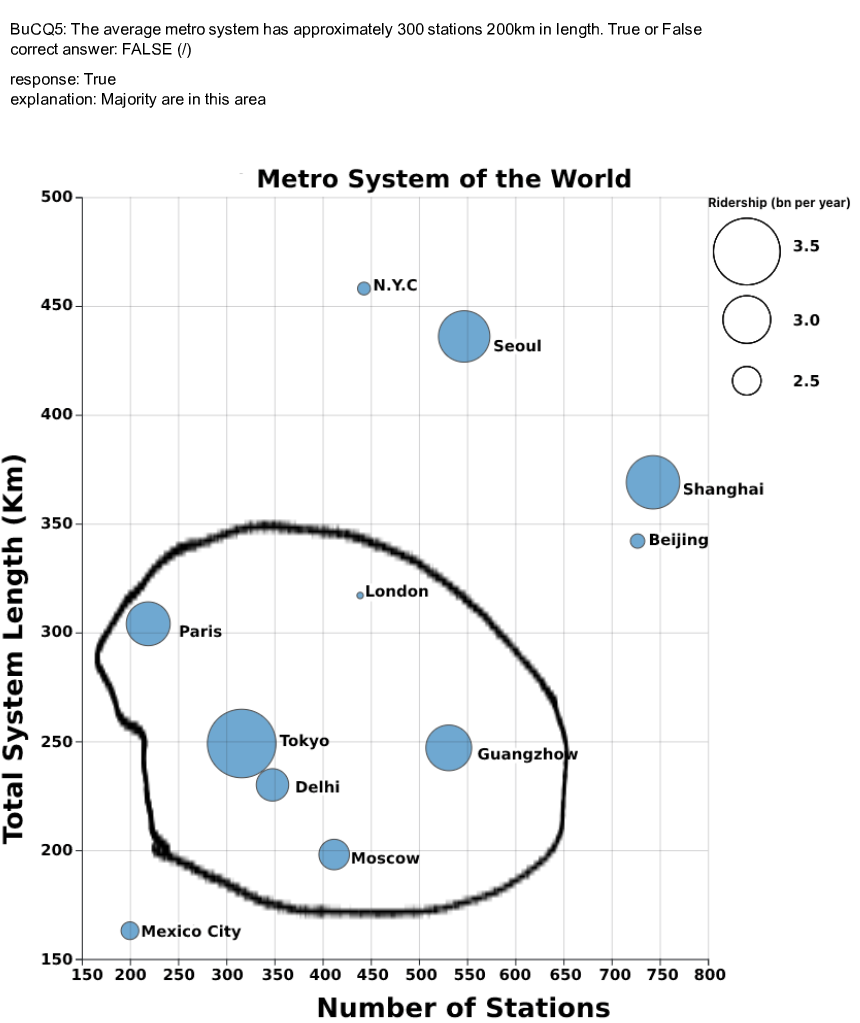 BuCQ5: The average metro system has approximately 300 stations 200km in length. True or False
correct answer: FALSE (/)
response: True
explanation: Majority are in this area
Metro System of the World
Ridership (bn per year)
3.5
3.0
2.5
Total System Length (Km)
500
450
400
350
300
250
200
150
N.Y.C
Seoul
Shanghai
Beijing
London
Paris
Tokyo
Guangzhow
Delhi
Moscow
Mexico City
150 200 250 300 350 400 450 500 550 600 650 700 750 800
Number of Stations